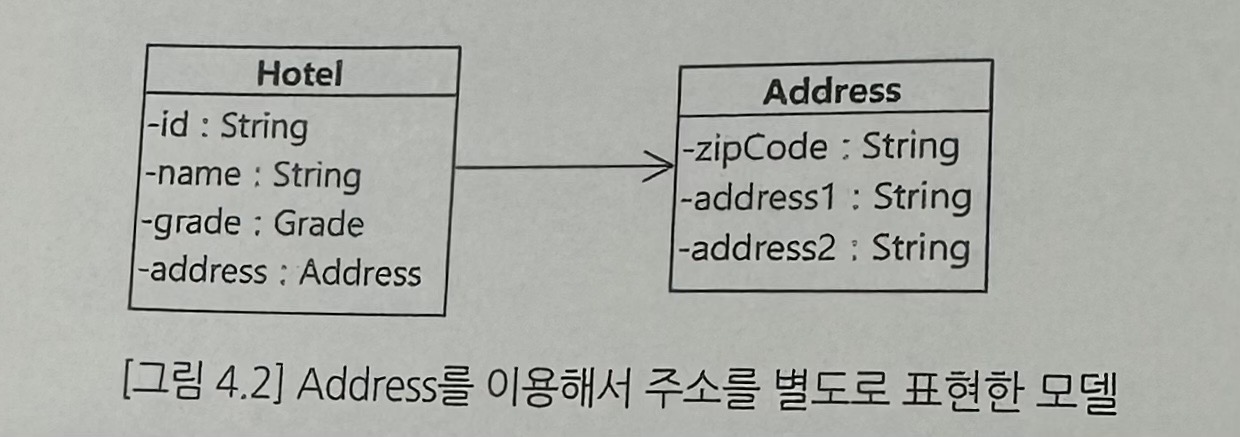 Hotel
-id : String
-name : String
-grade : Grade
-address : Address
Address
-zipCode : String
-address1 : String
-address2 : String
[그림 4.2] Address를 이용해서 주소를 별도로 표현한 모델